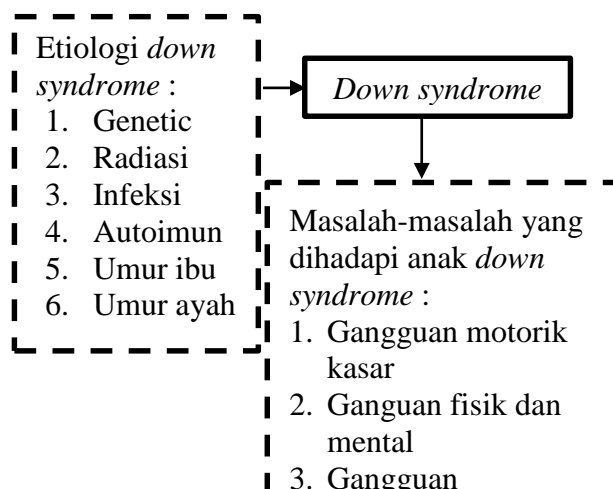 Etiologi down
syndrome :
1. Genetic
2. Radiasi
3. Infeksi
4. Autoimun
5. Umur ibu
6. Umur ayah
Down syndrome
Masalah-masalah yang
dihadapi anak down
syndrome :
1. Gangguan motorik
kasar
2. Ganguan fisik dan
mental
3. Gangguan